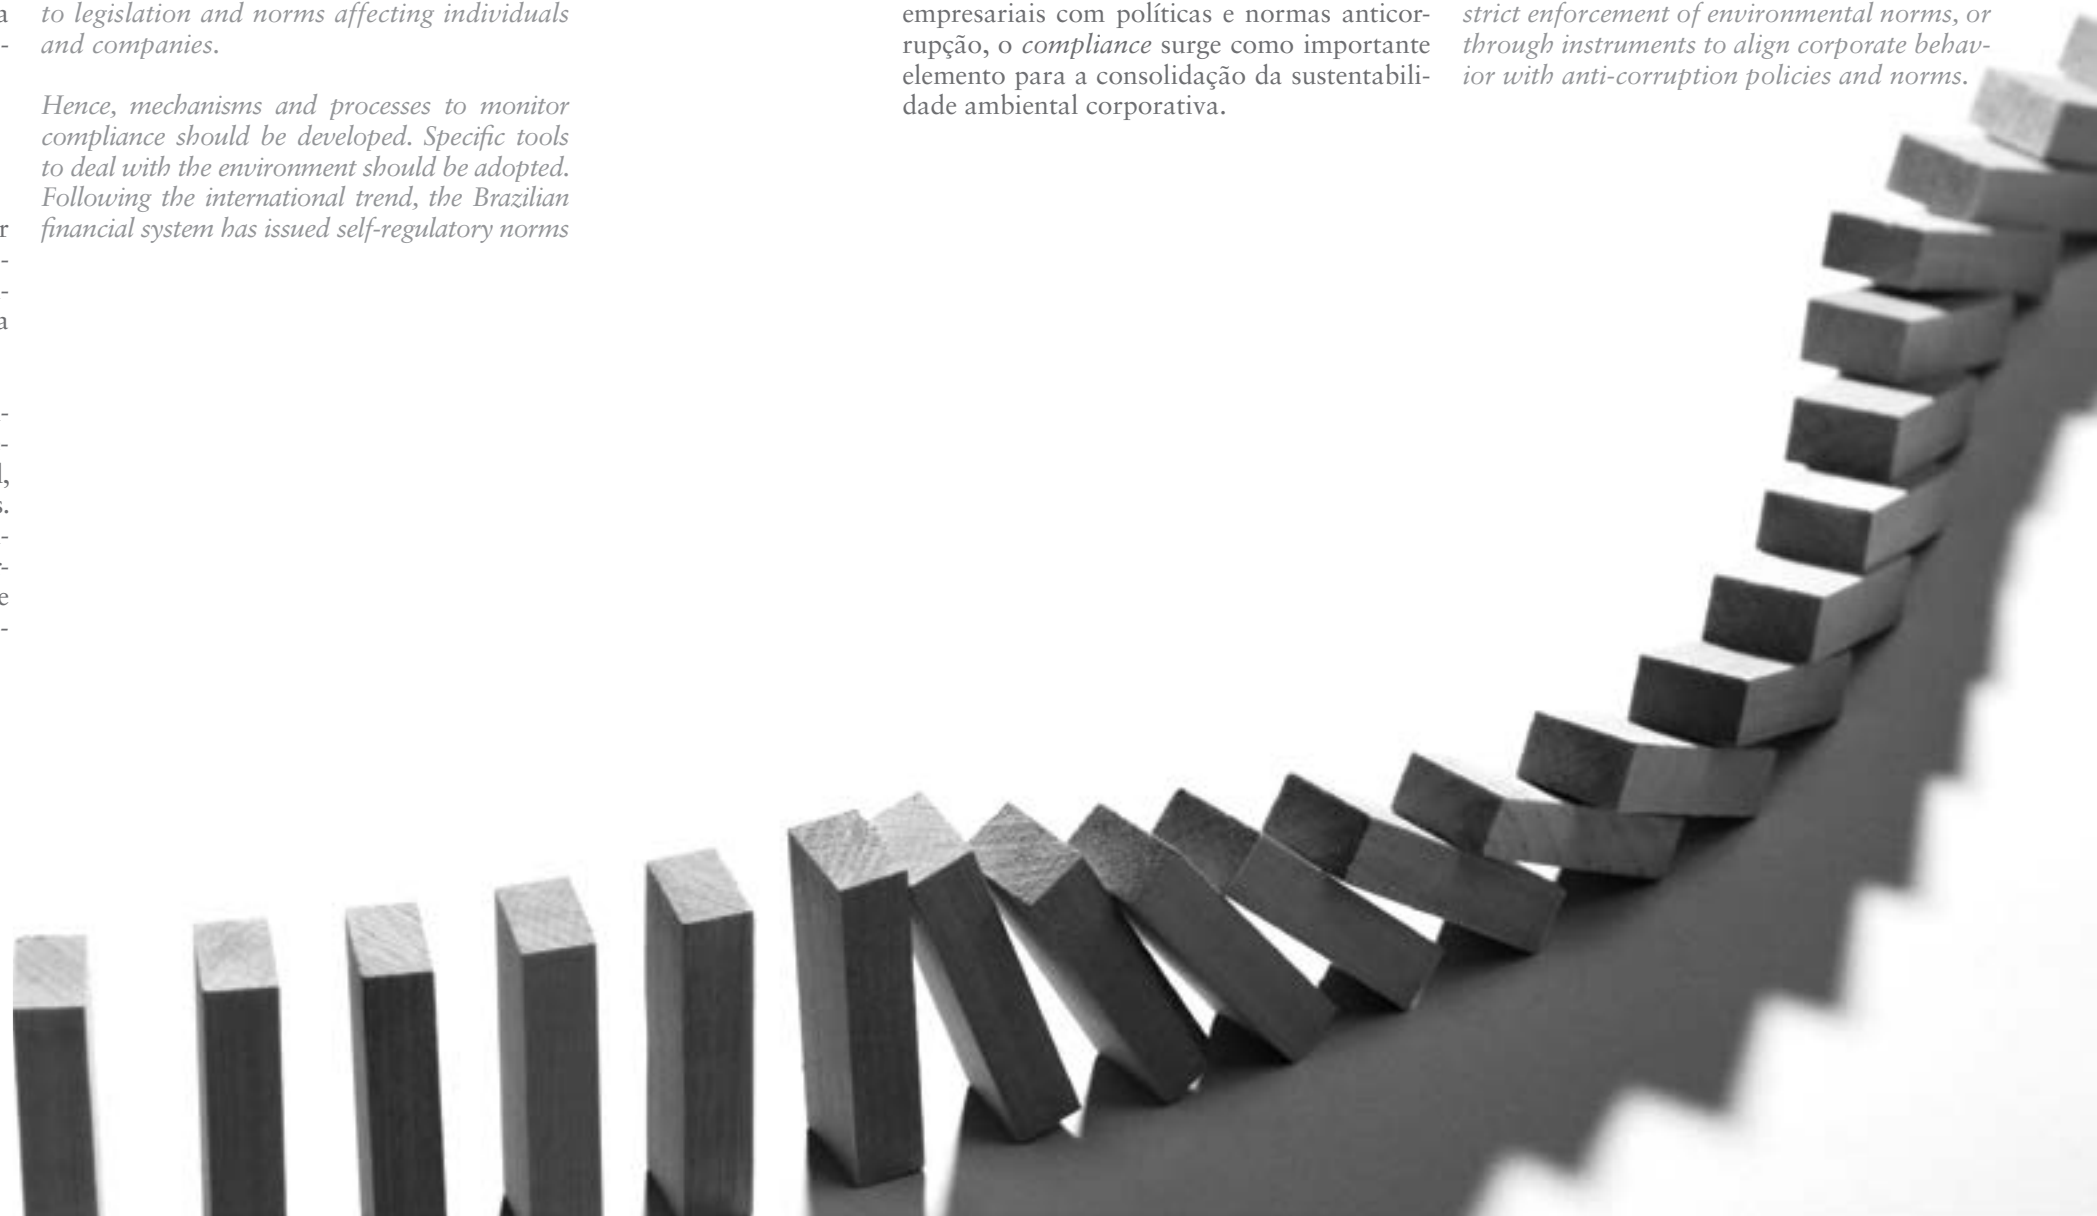 to legislation and norms affecting individuals
and companies.
Hence, mechanisms and processes to monitor
compliance should be developed. Specific tools
to deal with the environment should be adopted.
Following the international trend, the Brazilian
financial system has issued self-regulatory norms
empresariais com políticas e normas anticor-
rupção, o compliance surge como importante
elemento para a consolidação da sustentabili-
dade ambiental corporativa.
strict enforcement of environmental norms, or
through instruments to align corporate behav-
ior with anti-corruption policies and norms.